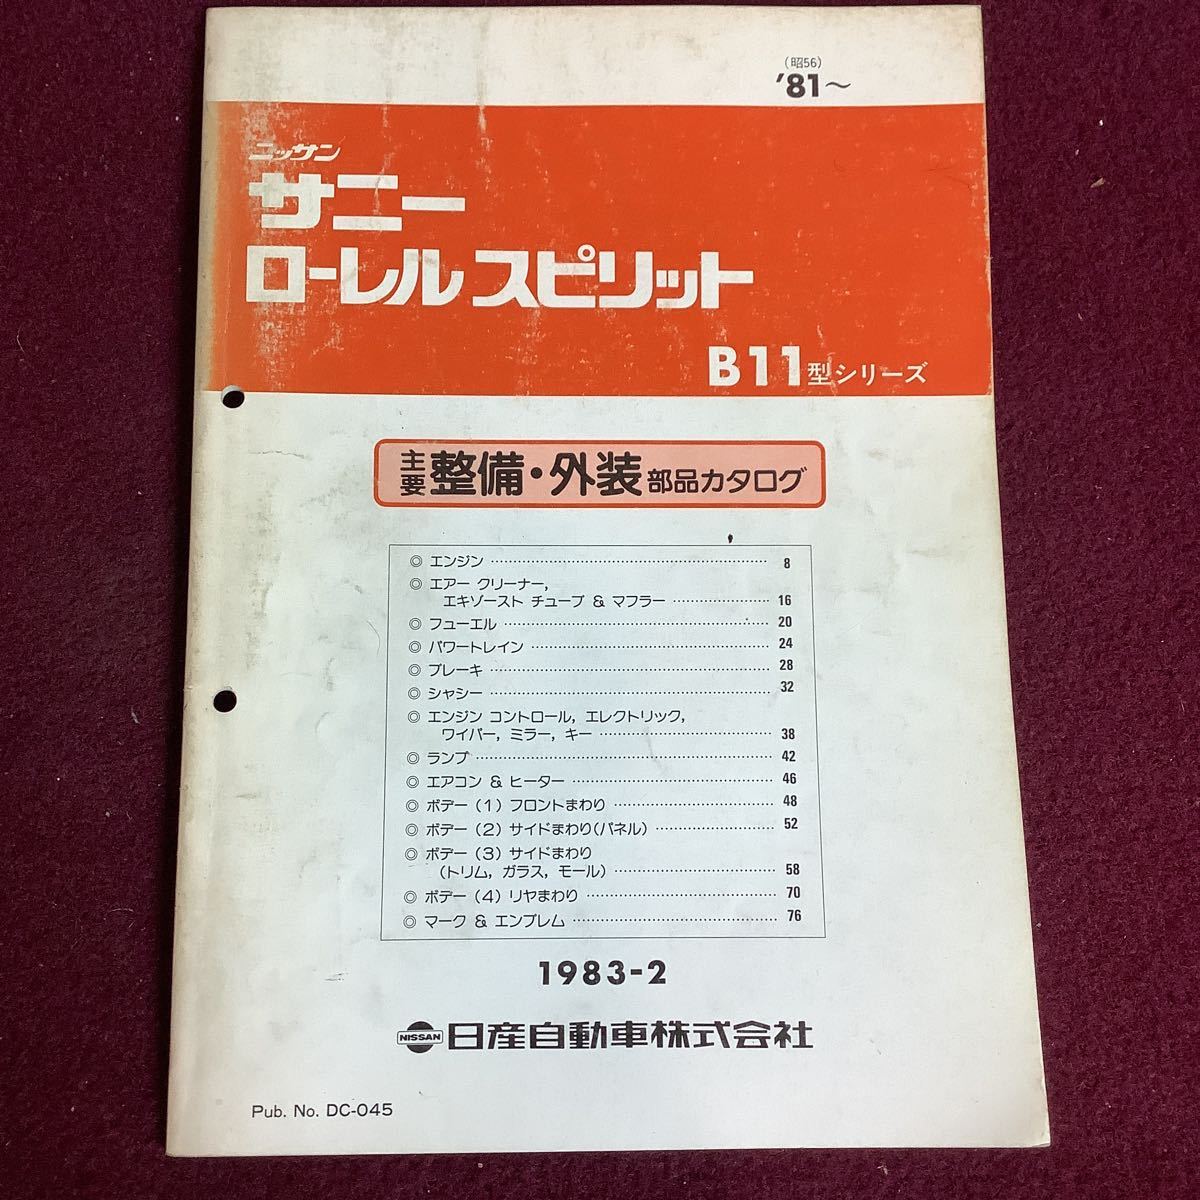 (昭56)
'81～
ニッサン
サニー
ローレル スピリット
B11型シリーズ
主要 整備・外装 部品カタログ
◎ エンジン …… 8
◎ エアー クリーナー,
エキゾースト チューブ & マフラー …… 16
◎ フューエル …… 20
◎ パワートレイン …… 24
◎ ブレーキ …… 28
◎ シャシー …… 32
◎ エンジン コントロール, エレクトリック,
ワイパー, ミラー, キー …… 38
◎ ランプ …… 42
◎ エアコン & ヒーター …… 46
◎ ボデー (1) フロントまわり …… 48
◎ ボデー (2) サイドまわり(パネル) …… 52
◎ ボデー (3) サイドまわり
(トリム, ガラス, モール) …… 58
◎ ボデー (4) リヤまわり …… 70
◎ マーク & エンブレム …… 76
1983-2
NISSAN 日産自動車株式会社
Pub. No. DC-045